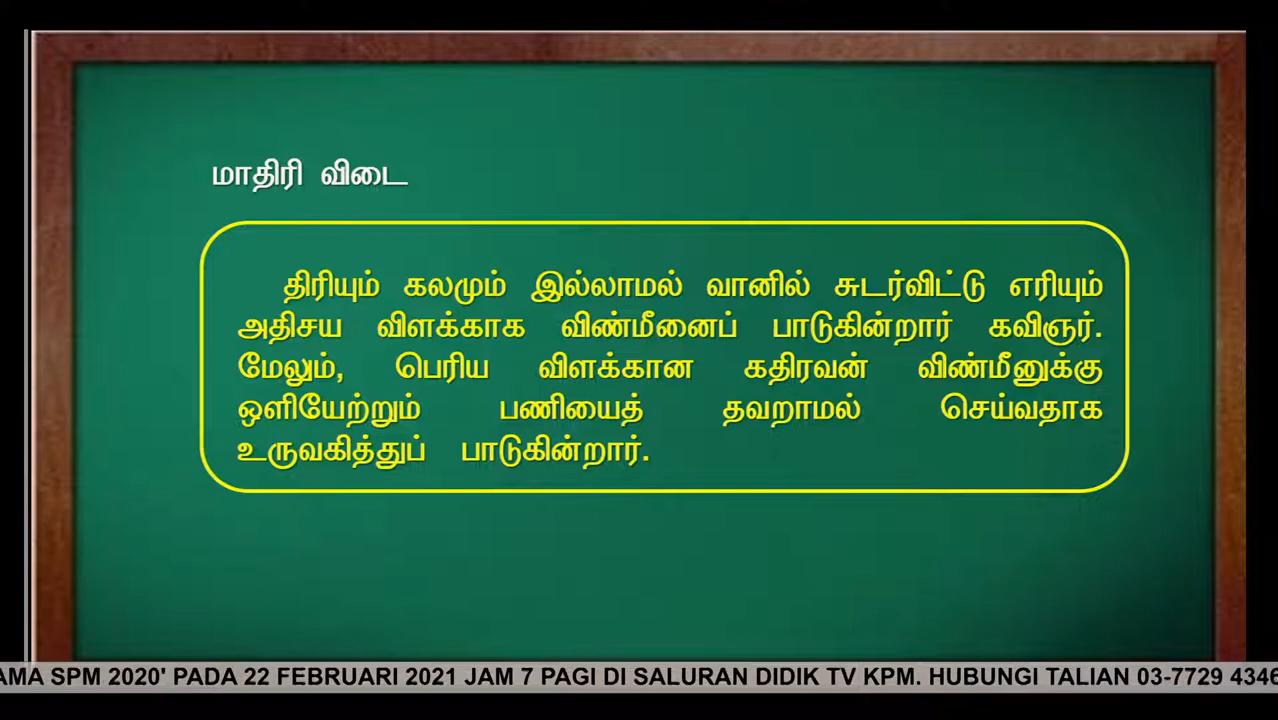 மாதிரி விடை
திரியும் கலமும் இல்லாமல் வானில் சுடர்விட்டு எரியும்
அதிசய விளக்காக விண்மீனைப் பாடுகின்றார் கவிஞர்.
மேலும், பெரிய விளக்கான கதிரவன் விண்மீனுக்கு
ஒளியேற்றும் பணியைத் தவறாமல் செய்வதாக
உருவகித்துப் பாடுகின்றார்.
AMA SPM 2020' PADA 22 FEBRUARI 2021 JAM 7 PAGI DI SALURAN DIDIK TV KPM. HUBUNGI TALIAN 03-7729 4346